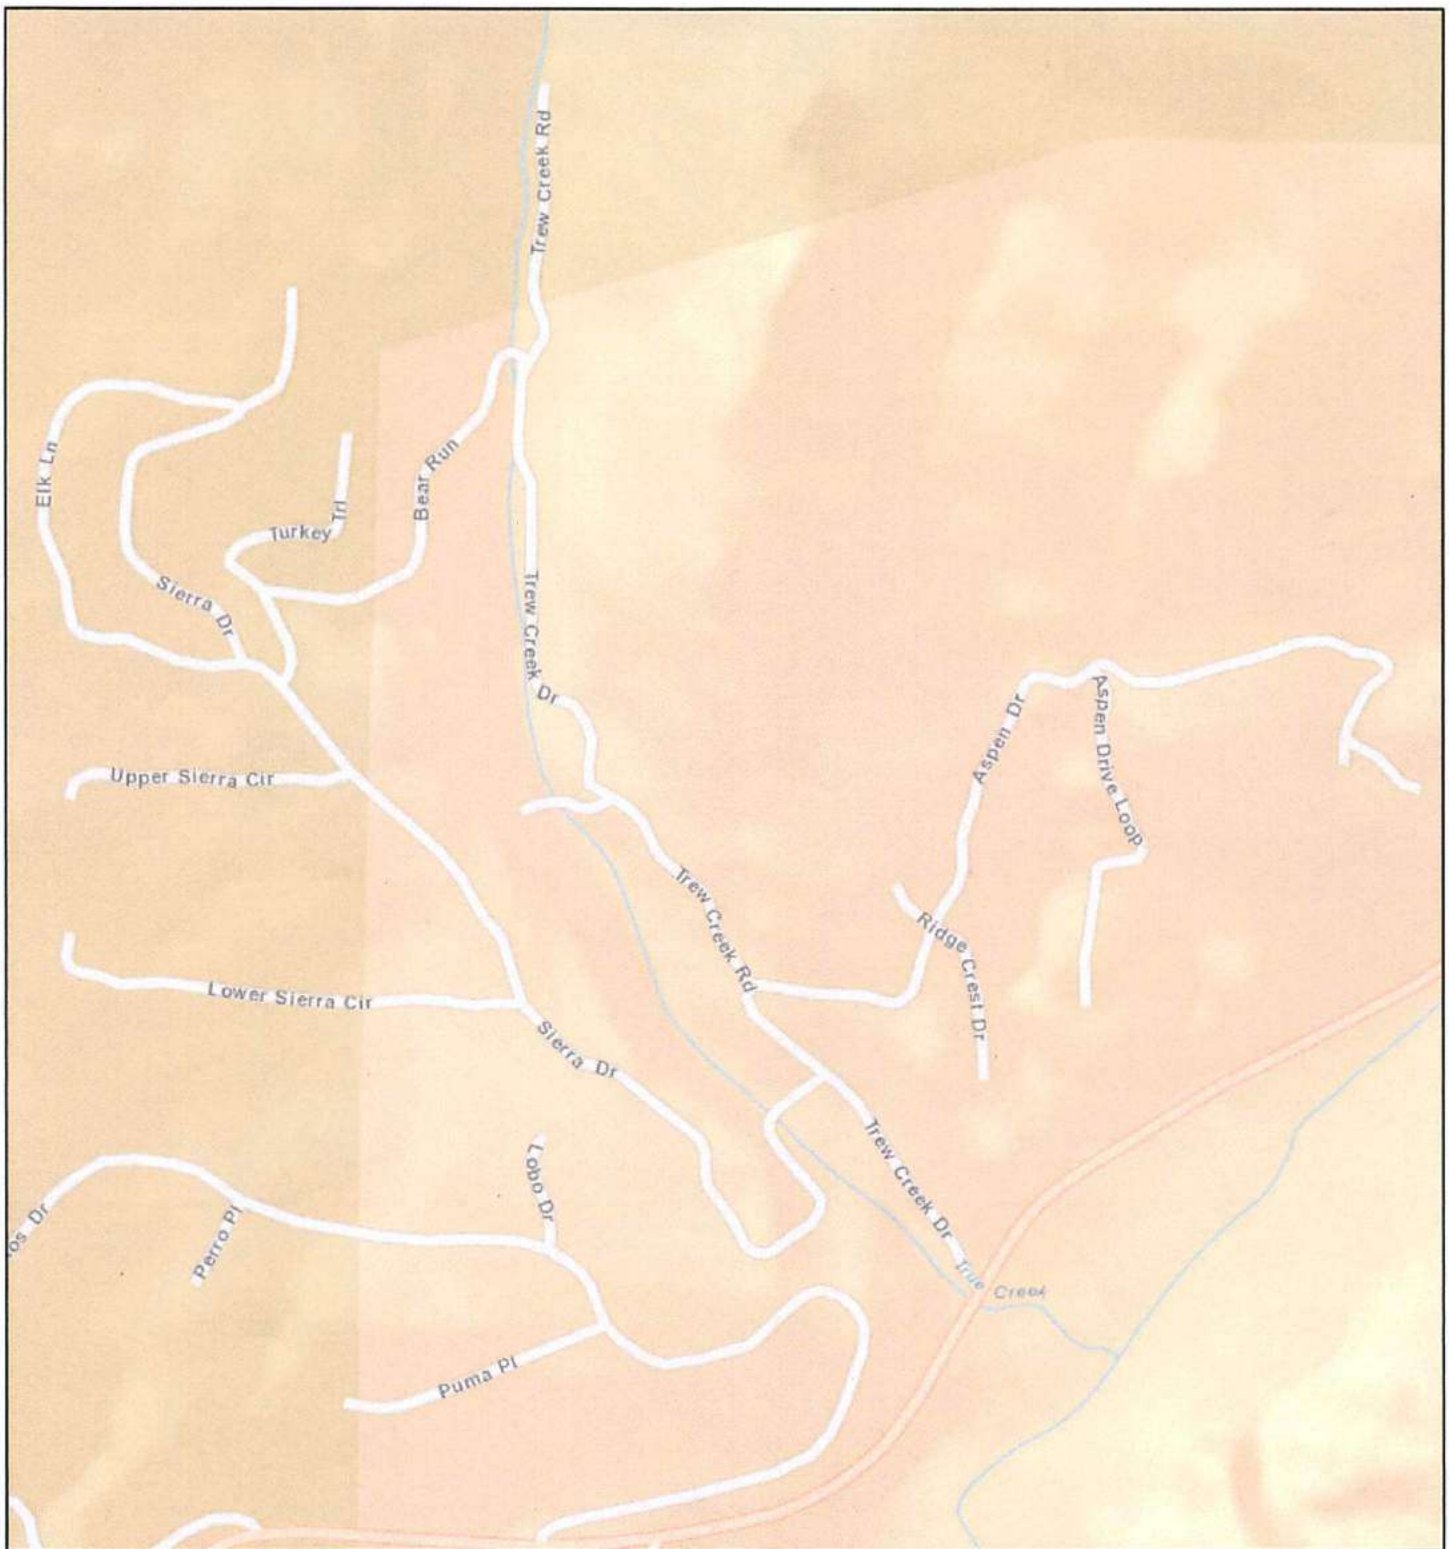 Trew Creek Rd
Elk Ln
Bear Run
Turkey Trl
Sierra Dr
Trew Creek Dr
Aspen Dr
Aspen Drive Loop
Upper Sierra Cir
Trew Creek Rd
Ridge Crest Dr
Lower Sierra Cir
Sierra Dr
Trew Creek Dr
Lobo Dr
os Dr
Perro Pl
True Creek
Puma Pl